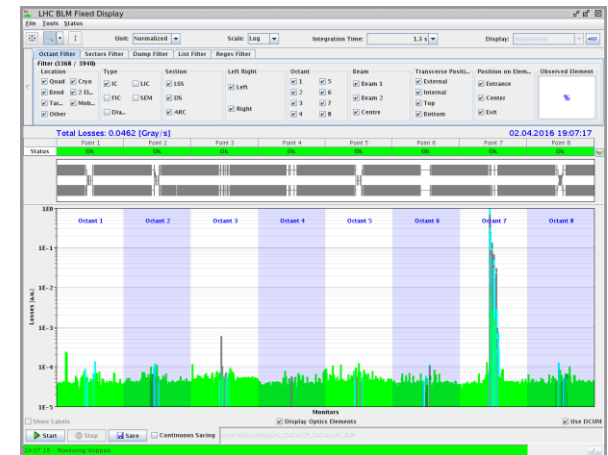 LHC BLM Fixed Display
File Tools Status
Unit: Normalized Scale: Log Integration Time: 1.3 s Display:
Octant Filter Sectors Filter Dump Filter List Filter Regex Filter
Filter (3368 / 3940)
Location Type Section Left Right Octant Beam Transverse Positi... Position on Elem... Observed Element
Quad Cryo IC LIC LSS Left 1 5 Beam 1 External Entrance
Bend 2 El... FIC SEM DS Right 2 6 Beam 2 Internal Center %
Tas... Mob... Dia... ARC 3 7 Centre Top Exit
Other 4 8 Bottom
Total Losses: 0.0462 [Gray/s] 02.04.2016 19:07:17
Point 1 Point 2 Point 3 Point 4 Point 5 Point 6 Point 7 Point 8
Status OK OK OK OK OK OK OK OK
1E0
Octant 1 Octant 2 Octant 3 Octant 4 Octant 5 Octant 6 Octant 7 Octant 8
1E-1
1E-2
Losses [a.u.]
1E-3
1E-4
1E-5
Monitors
Show Labels Display Optics Elements Use DCUM
Start Stop Save Continuous Saving
19:07:18 - Monitoring Stopped.